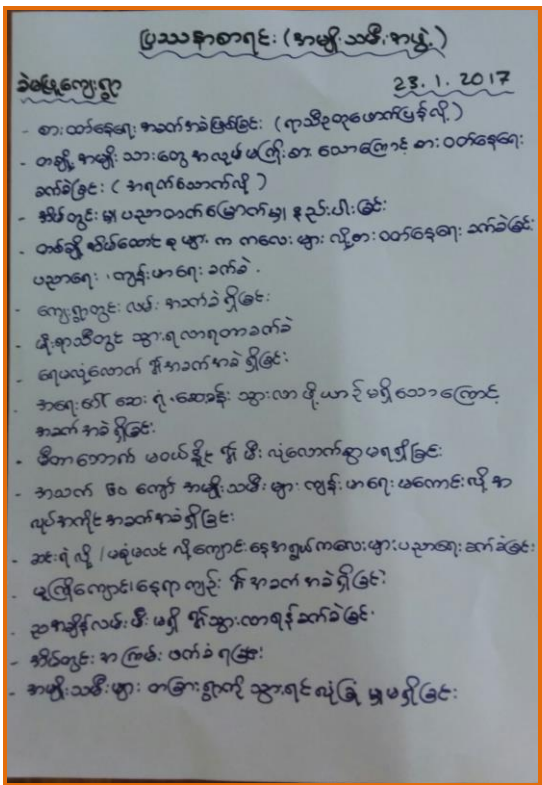 ပြဿနာစာရင်း (အမျိုးသမီးအဖွဲ့)
ခဲမဖြူကျေးရွာ 23.1.2017
- စားဝတ်နေရေး အခက်အခဲဖြစ်ခြင်း (ရာသီဥတုဖောက်ပြန်လို့)
- တချို့ အမျိုးသားတွေ အလုပ်မကြိုးစားသောကြောင့် စားဝတ်နေရေး
ခက်ခဲခြင်း (အရက်သောက်လို့)
- အိမ်တွင်းမှု ပညာတတ်မြောက်မှု နည်းပါးခြင်း
- တစ်ချို့ အိမ်ထောင်စုများက ကလေးများလို့ စားဝတ်နေရေး ခက်ခဲခြင်း
ပညာရေး၊ ကျန်းမာရေး ခက်ခဲ.
- ကျေးရွာတွင်း လမ်း အခက်ခဲရှိခြင်း
- မိုးရာသီတွင် သွားရလာရတာခက်ခဲ
- ရေမလုံလောက်၍ အခက်အခဲရှိခြင်း
- အရေးပေါ် ဆေးရုံ၊ ဆေးခန်း သွားလာဖို့ ယာဉ်မရှိသောကြောင့်
အခက်အခဲရှိခြင်း
- မီတာဘောက် မဝယ်နိူင်၍ မီးလုံလောက်စွာမရရှိခြင်း
- အသက် ၆၀ ကျော် အမျိုးသမီးများ ကျန်းမာရေးမကောင်းလို့ အ
လုပ်အကိုင်အခက်အခဲရှိခြင်း
- ဆင်းရဲလို့ / မစုံမလင်လို့ကျောင်းနေအရွယ်ကလေးများပညာရေးခက်ခဲခြင်း
- မူကြိုကျောင်းနေရာကျဉ်း၍ အခက်အခဲရှိခြင်း
- ညအချိန်လမ်းမီးမရှိ၍သွားလာရန်ခက်ခဲခြင်း
- အိမ်တွင်းအကြမ်းဖက်ခံရခြင်း
- အမျိုးသမီးများ တခြားရွာကို သွားရင်လုံခြုံမှုမရှိခြင်း